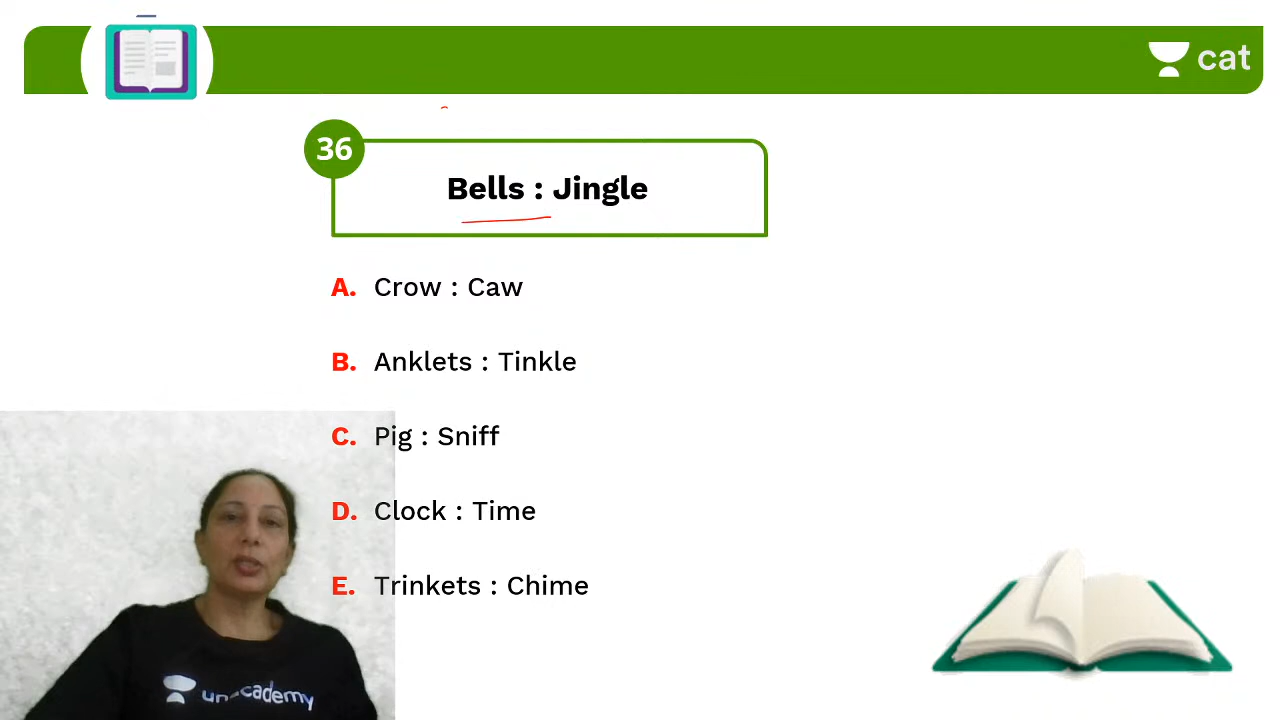 cat
36
Bells : Jingle
A. Crow : Caw
B. Anklets : Tinkle
C. Pig : Sniff
D. Clock : Time
E. Trinkets : Chime
unacademy